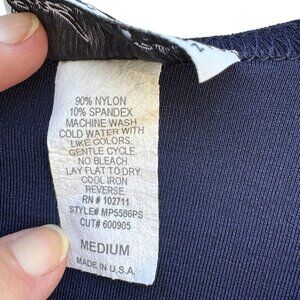 90% NYLON
10% SPANDEX
MACHINE WASH
COLD WATER WITH
LIKE COLORS.
GENTLE CYCLE.
NO BLEACH.
LAY FLAT TO DRY.
COOL IRON
REVERSE.
RN # 102711
STYLE# MP5586PS
CUT# 600905
MEDIUM
MADE IN U.S.A.